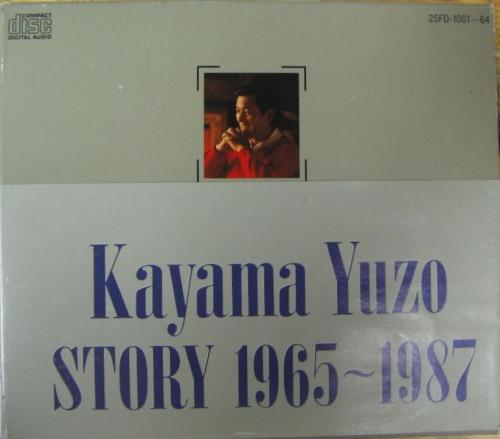 COMPACT
disc
DIGITAL AUDIO
25FD-1061~64
Kayama Yuzo
STORY 1965~1987